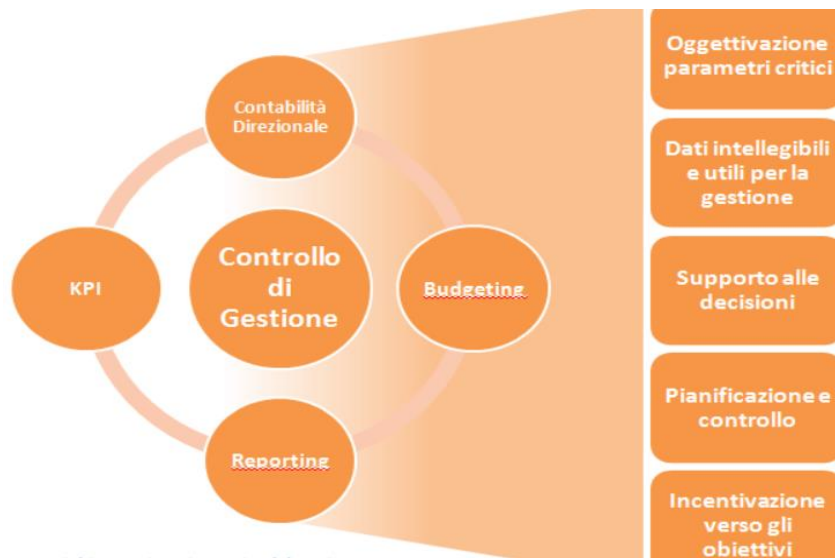 Contabilità
Direzionale
KPI
Controllo
di
Gestione
Budgeting
Reporting
Oggettivazione
parametri critici
Dati intellegibili
e utili per la
gestione
Supporto alle
decisioni
Pianificazione e
controllo
Incentivazione
verso gli
obiettivi